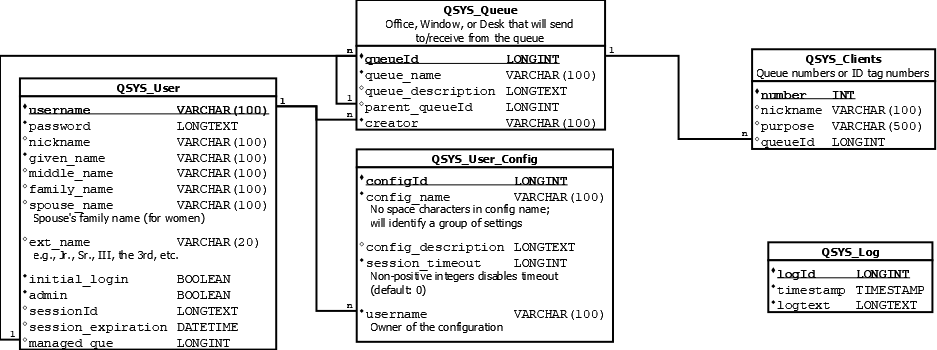 QSYS_Queue
Office, Window, or Desk that will send
to/receive from the queue
queueId LONGINT
queue_name VARCHAR(100)
queue_description LONGTEXT
parent_queueId LONGINT
creator VARCHAR(100)
n
1
n
1
QSYS_Clients
Queue numbers or ID tag numbers
number INT
nickname VARCHAR(100)
purpose VARCHAR(500)
queueId LONGINT
n
QSYS_User
username VARCHAR(100)
password LONGTEXT
nickname VARCHAR(100)
given_name VARCHAR(100)
middle_name VARCHAR(100)
family_name VARCHAR(100)
spouse_name VARCHAR(100)
Spouse's family name (for women)
ext_name VARCHAR(20)
e.g., Jr., Sr., III, the 3rd, etc.
initial_login BOOLEAN
admin BOOLEAN
sessionId LONGTEXT
session_expiration DATETIME
managed_que LONGINT
1
1
QSYS_User_Config
configId LONGINT
config_name VARCHAR(100)
No space characters in config name;
will identify a group of settings
config_description LONGTEXT
session_timeout LONGINT
Non-positive integers disables timeout
(default: 0)
username VARCHAR(100)
Owner of the configuration
n
QSYS_Log
logId LONGINT
timestamp TIMESTAMP
logtext LONGTEXT